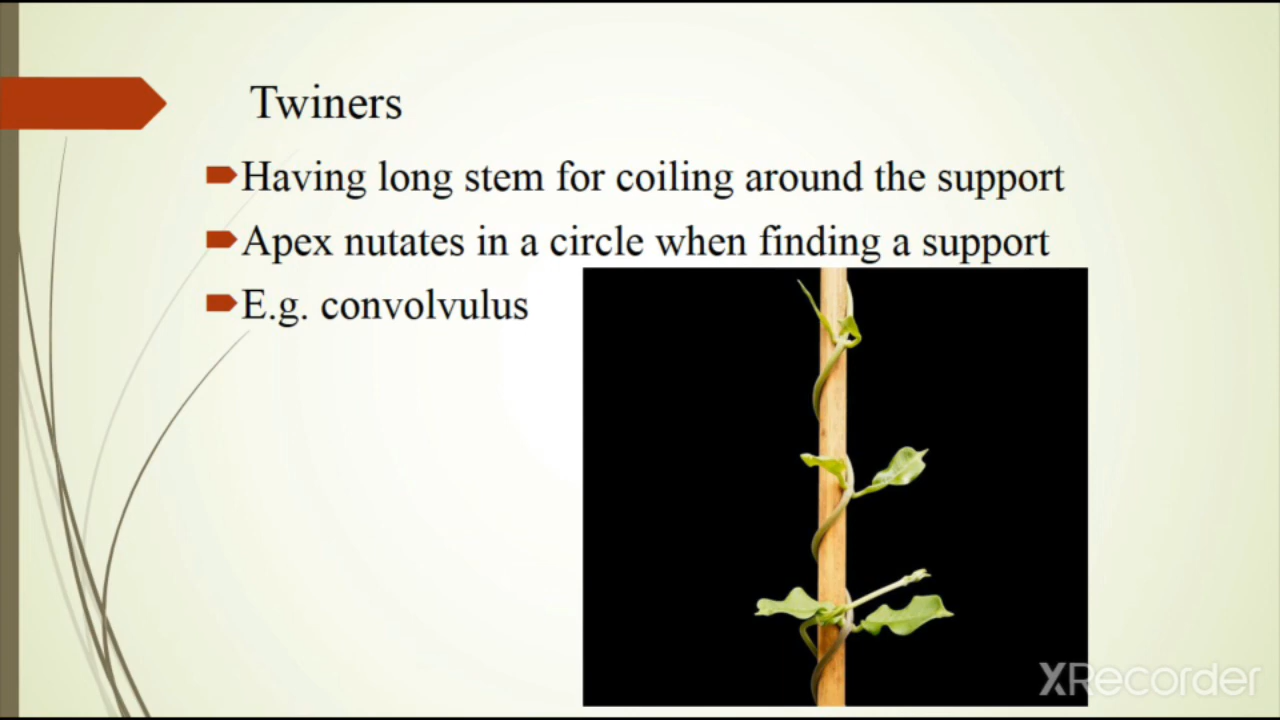 Twiners
Having long stem for coiling around the support
Apex nutates in a circle when finding a support
E.g. convolvulus
XRecorder